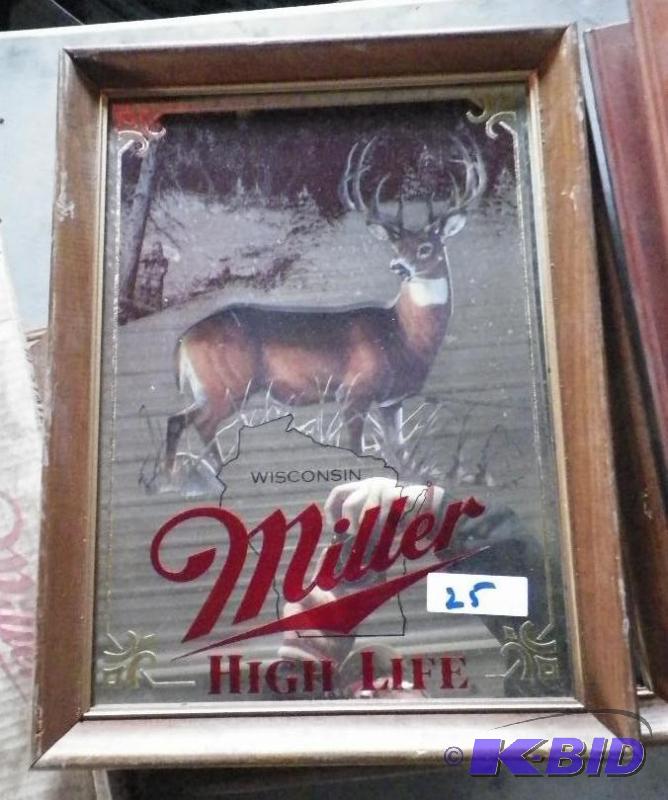 WISCONSIN
Miller
25
HIGH LIFE
© K-BID